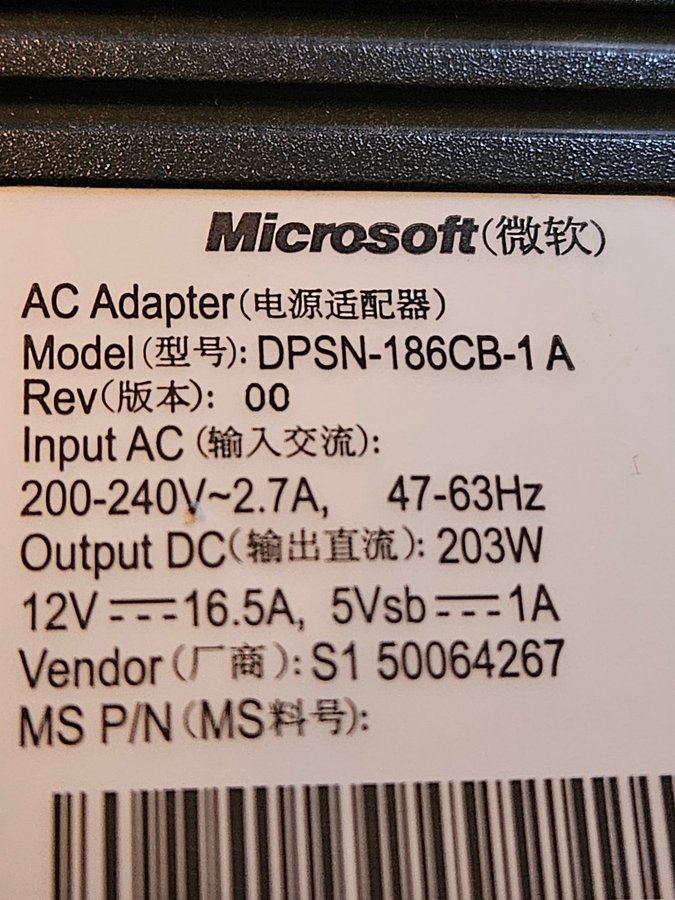 Microsoft(微软)
AC Adapter(电源适配器)
Model(型号): DPSN-186CB-1 A
Rev(版本): 00
Input AC(输入交流):
200-240V~2.7A, 47-63Hz
Output DC(输出直流): 203W
12V⎓16.5A, 5Vsb⎓1A
Vendor(厂商): S1 50064267
MS P/N(MS料号):